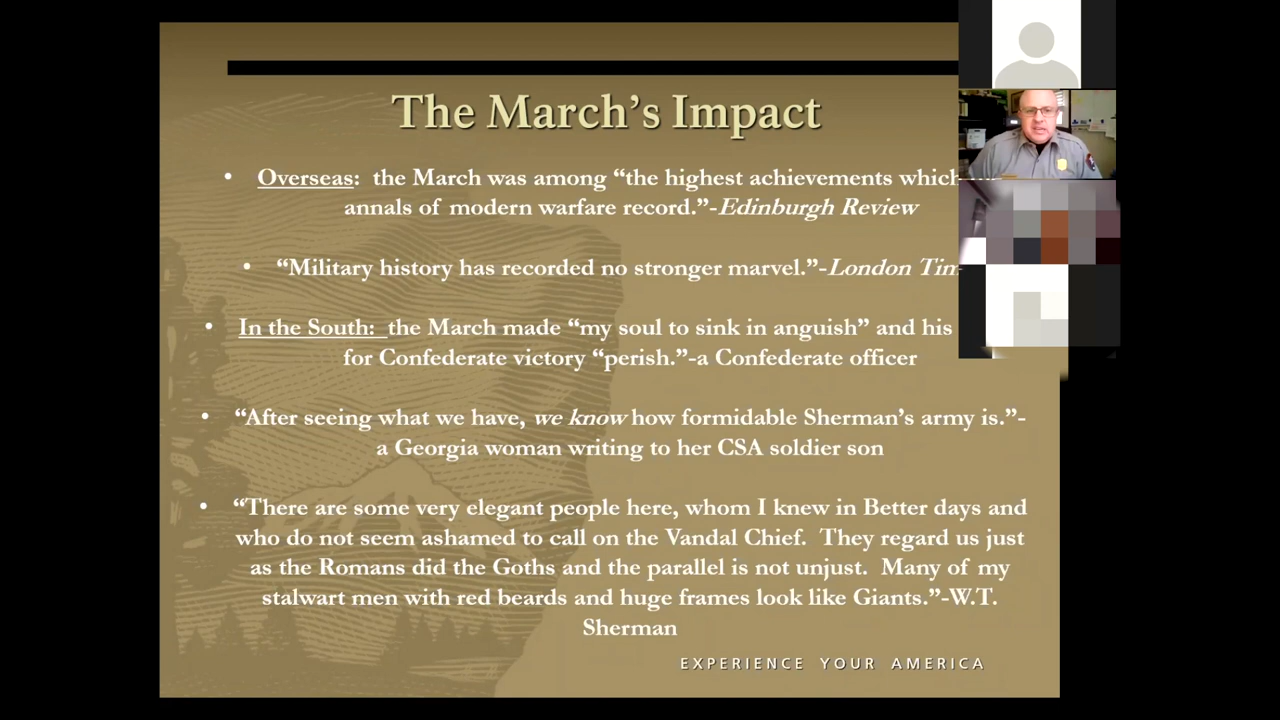 The March’s Impact
• Overseas: the March was among “the highest achievements which
annals of modern warfare record.”-Edinburgh Review
• “Military history has recorded no stronger marvel.”-London
• In the South: the March made “my soul to sink in anguish” and his
for Confederate victory “perish.”-a Confederate officer
• “After seeing what we have, we know how formidable Sherman’s army is.”-
a Georgia woman writing to her CSA soldier son
• “There are some very elegant people here, whom I knew in Better days and
who do not seem ashamed to call on the Vandal Chief. They regard us just
as the Romans did the Goths and the parallel is not unjust. Many of my
stalwart men with red beards and huge frames look like Giants.”-W.T.
Sherman
EXPERIENCE YOUR AMERICA